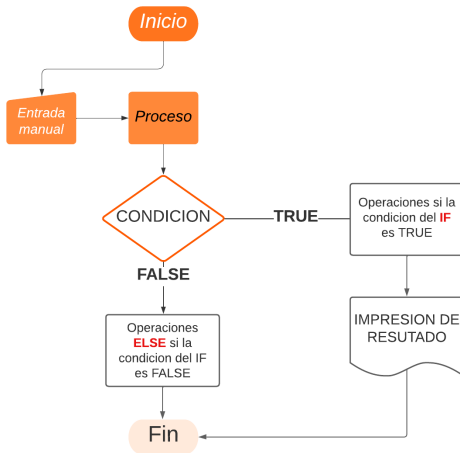 Inicio
Entrada
manual
Proceso
CONDICION
TRUE
Operaciones si la
condicion del IF
es TRUE
FALSE
Operaciones
ELSE si la
condicion del IF
es FALSE
IMPRESION DE
RESUTADO
Fin